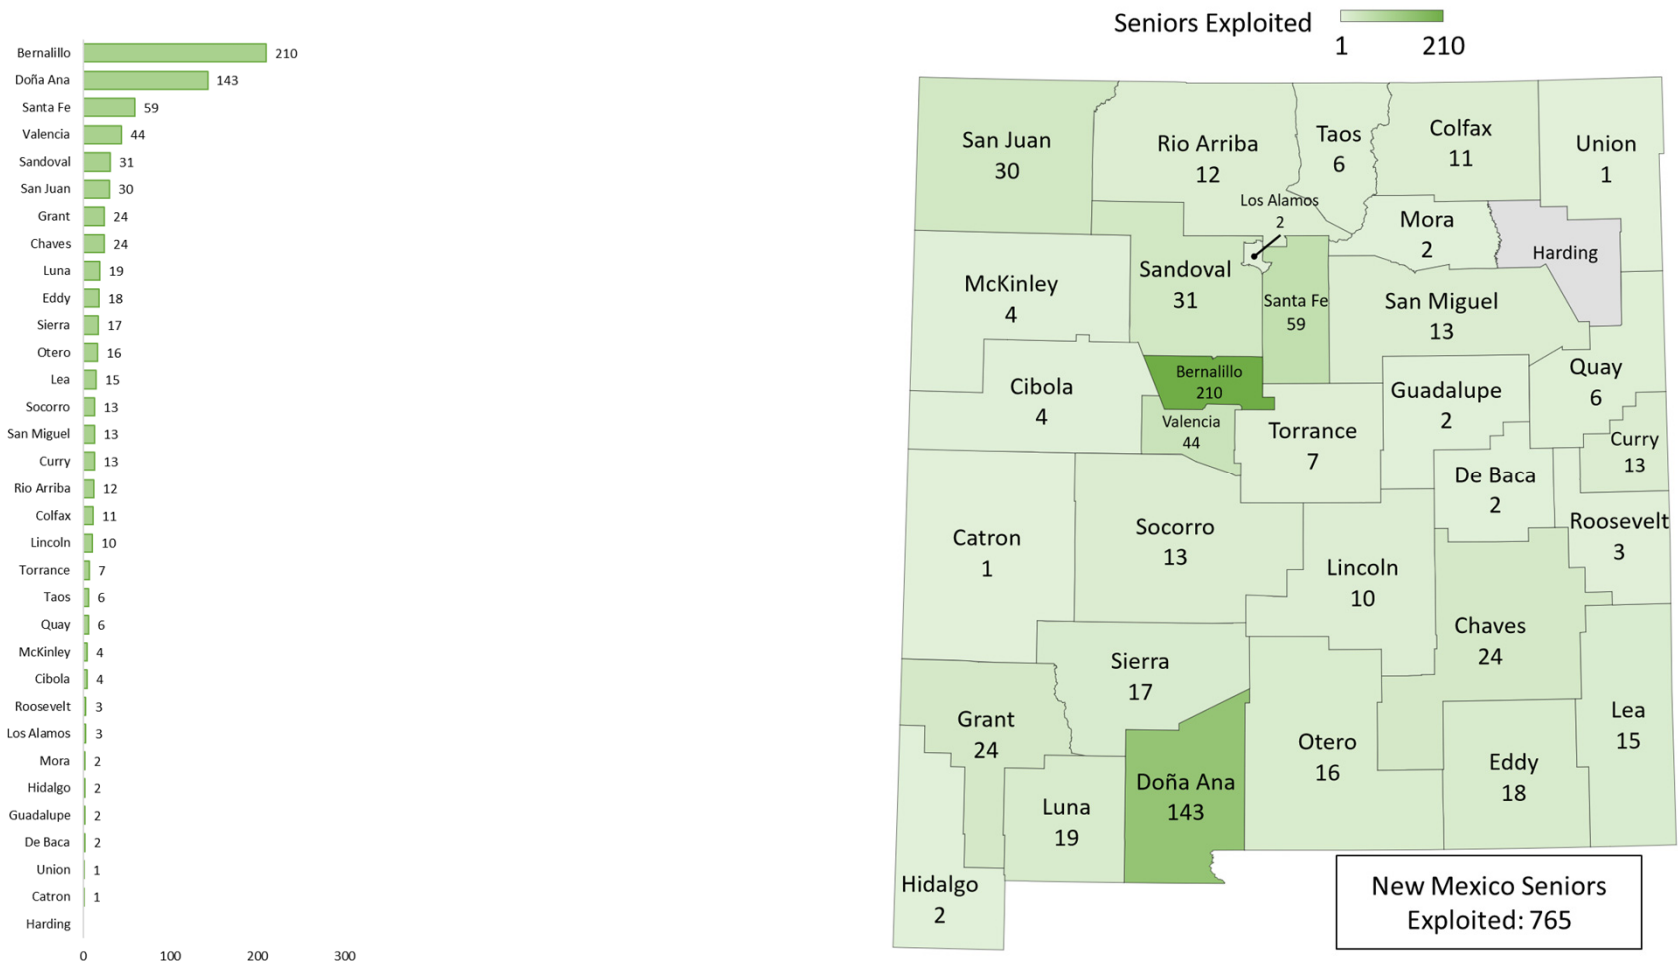 Bernalillo 210
Doña Ana 143
Santa Fe 59
Valencia 44
Sandoval 31
San Juan 30
Grant 24
Chaves 24
Luna 19
Eddy 18
Sierra 17
Otero 16
Lea 15
Socorro 13
San Miguel 13
Curry 13
Rio Arriba 12
Colfax 11
Lincoln 10
Torrance 7
Taos 6
Quay 6
McKinley 4
Cibola 4
Roosevelt 3
Los Alamos 3
Mora 2
Hidalgo 2
Guadalupe 2
De Baca 2
Union 1
Catron 1
Harding
0 100 200 300
Seniors Exploited
1 210
San Juan
30
Rio Arriba
12
Taos
6
Colfax
11
Union
1
Los Alamos
2
Mora
2
Harding
McKinley
4
Sandoval
31
Santa Fe
59
San Miguel
13
Cibola
4
Bernalillo
210
Valencia
44
Torrance
7
Guadalupe
2
Quay
6
Curry
13
De Baca
2
Roosevelt
3
Catron
1
Socorro
13
Lincoln
10
Chaves
24
Sierra
17
Grant
24
Doña Ana
143
Otero
16
Eddy
18
Lea
15
Luna
19
Hidalgo
2
New Mexico Seniors
Exploited: 765